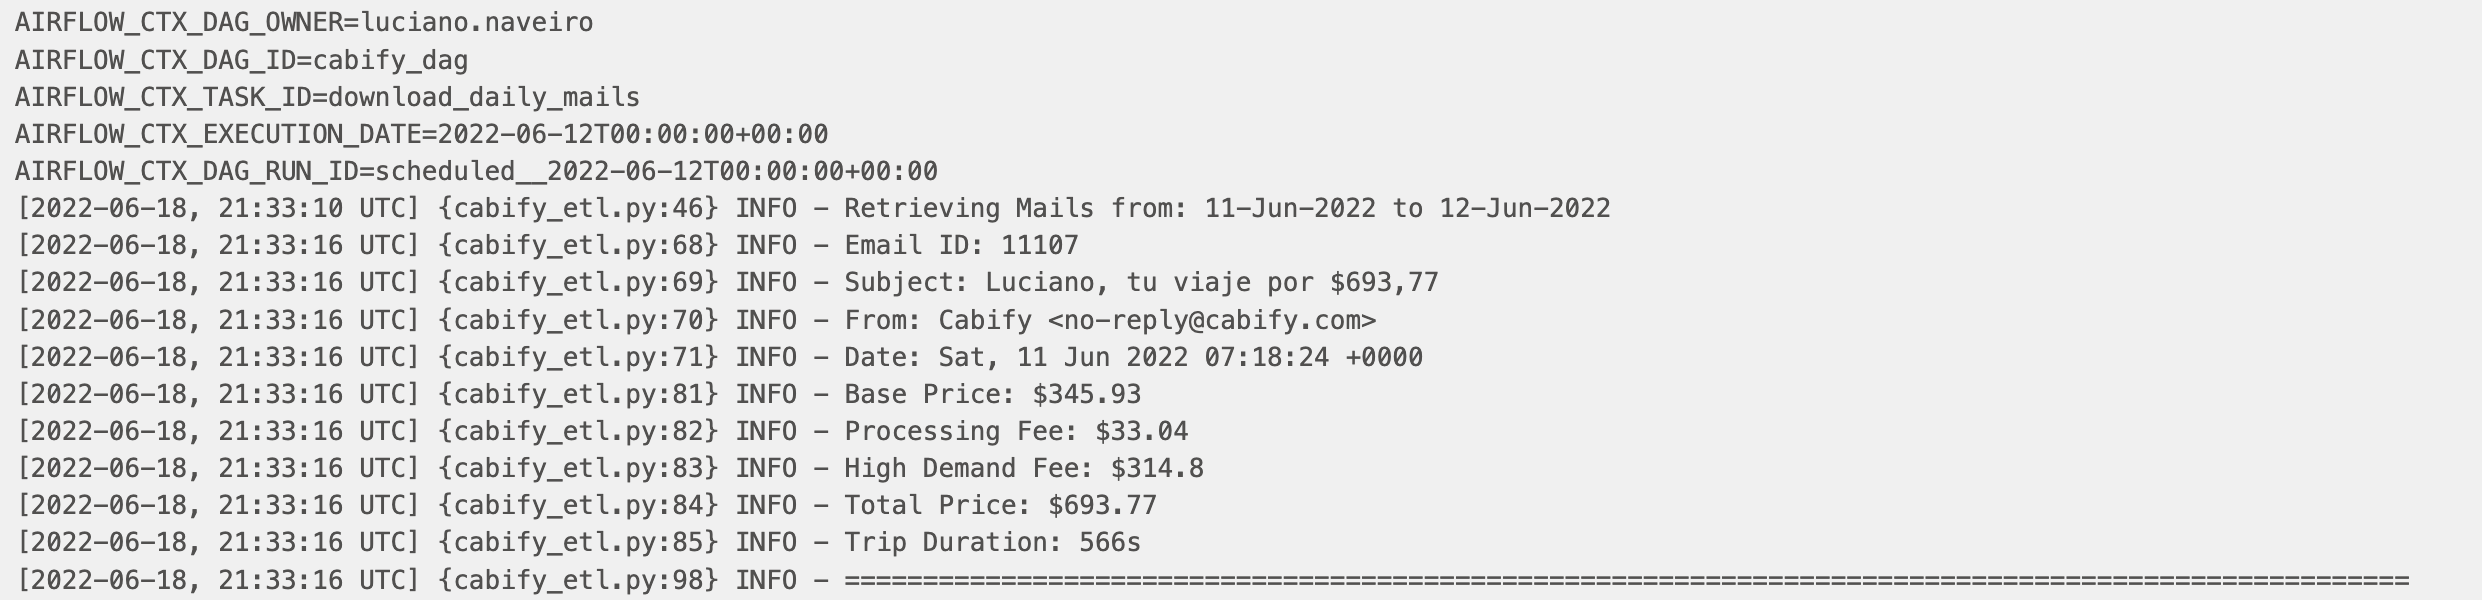 AIRFLOW_CTX_DAG_OWNER=luciano.naveiro
AIRFLOW_CTX_DAG_ID=cabify_dag
AIRFLOW_CTX_TASK_ID=download_daily_mails
AIRFLOW_CTX_EXECUTION_DATE=2022-06-12T00:00:00+00:00
AIRFLOW_CTX_DAG_RUN_ID=scheduled__2022-06-12T00:00:00+00:00
[2022-06-18, 21:33:10 UTC] {cabify_etl.py:46} INFO - Retrieving Mails from: 11-Jun-2022 to 12-Jun-2022
[2022-06-18, 21:33:16 UTC] {cabify_etl.py:68} INFO - Email ID: 11107
[2022-06-18, 21:33:16 UTC] {cabify_etl.py:69} INFO - Subject: Luciano, tu viaje por $693,77
[2022-06-18, 21:33:16 UTC] {cabify_etl.py:70} INFO - From: Cabify <no-reply@cabify.com>
[2022-06-18, 21:33:16 UTC] {cabify_etl.py:71} INFO - Date: Sat, 11 Jun 2022 07:18:24 +0000
[2022-06-18, 21:33:16 UTC] {cabify_etl.py:81} INFO - Base Price: $345.93
[2022-06-18, 21:33:16 UTC] {cabify_etl.py:82} INFO - Processing Fee: $33.04
[2022-06-18, 21:33:16 UTC] {cabify_etl.py:83} INFO - High Demand Fee: $314.8
[2022-06-18, 21:33:16 UTC] {cabify_etl.py:84} INFO - Total Price: $693.77
[2022-06-18, 21:33:16 UTC] {cabify_etl.py:85} INFO - Trip Duration: 566s
[2022-06-18, 21:33:16 UTC] {cabify_etl.py:98} INFO - ====================================================================================================